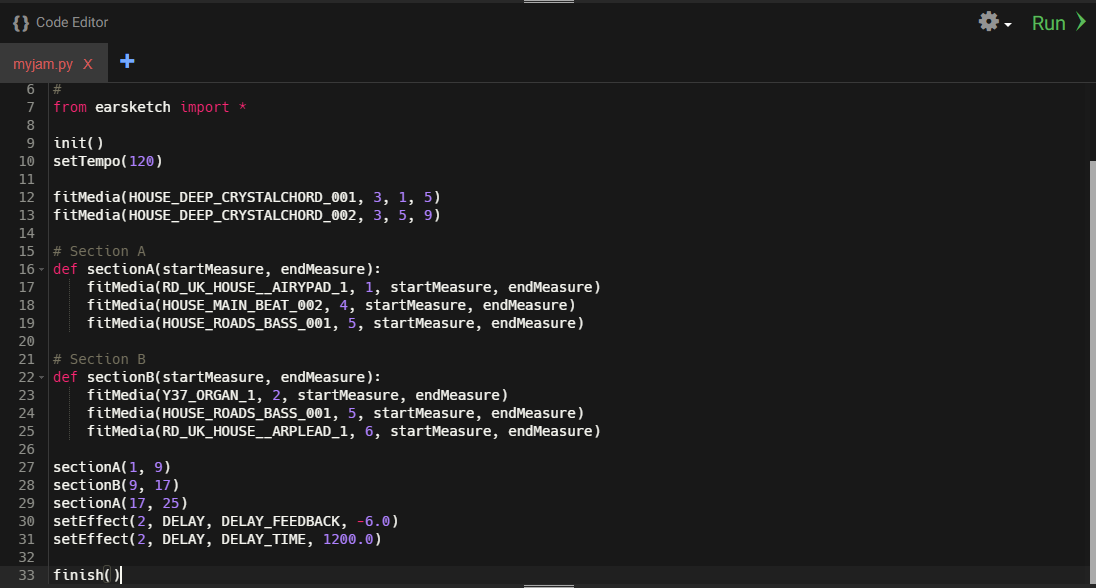 {} Code Editor
Run
myjam.py X +
6 #
7 from earsketch import *
8
9 init()
10 setTempo(120)
11
12 fitMedia(HOUSE_DEEP_CRYSTALCHORD_001, 3, 1, 5)
13 fitMedia(HOUSE_DEEP_CRYSTALCHORD_002, 3, 5, 9)
14
15 # Section A
16 def sectionA(startMeasure, endMeasure):
17     fitMedia(RD_UK_HOUSE__AIRYPAD_1, 1, startMeasure, endMeasure)
18     fitMedia(HOUSE_MAIN_BEAT_002, 4, startMeasure, endMeasure)
19     fitMedia(HOUSE_ROADS_BASS_001, 5, startMeasure, endMeasure)
20
21 # Section B
22 def sectionB(startMeasure, endMeasure):
23     fitMedia(Y37_ORGAN_1, 2, startMeasure, endMeasure)
24     fitMedia(HOUSE_ROADS_BASS_001, 5, startMeasure, endMeasure)
25     fitMedia(RD_UK_HOUSE__ARPLEAD_1, 6, startMeasure, endMeasure)
26
27 sectionA(1, 9)
28 sectionB(9, 17)
29 sectionA(17, 25)
30 setEffect(2, DELAY, DELAY_FEEDBACK, -6.0)
31 setEffect(2, DELAY, DELAY_TIME, 1200.0)
32
33 finish()